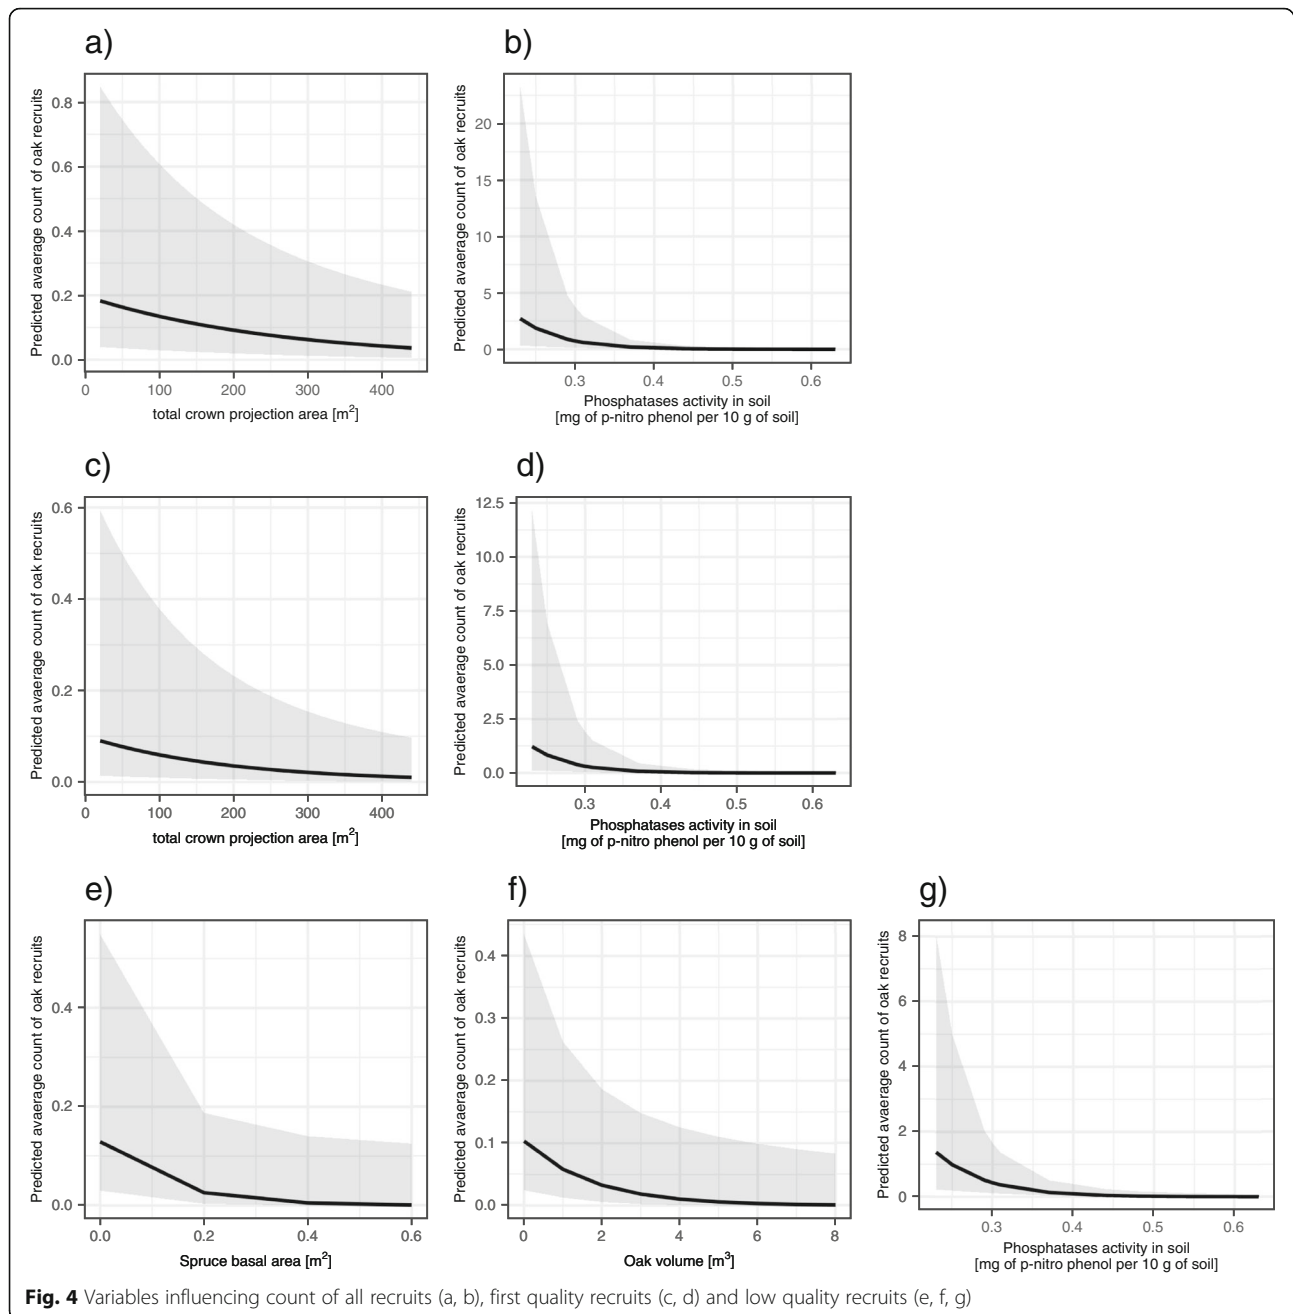 a)
b)
Predicted avaerage count of oak recruits
0.8
0.6
0.4
0.2
0.0
0 100 200 300 400
total crown projection area [m²]
Predicted avaerage count of oak recruits
20
15
10
5
0
0.3 0.4 0.5 0.6
Phosphatases activity in soil
[mg of p-nitro phenol per 10 g of soil]
c)
d)
Predicted avaerage count of oak recruits
0.6
0.4
0.2
0.0
0 100 200 300 400
total crown projection area [m²]
Predicted avaerage count of oak recruits
12.5
10.0
7.5
5.0
2.5
0.0
0.3 0.4 0.5 0.6
Phosphatases activity in soil
[mg of p-nitro phenol per 10 g of soil]
e)
f)
g)
Predicted avaerage count of oak recruits
0.4
0.2
0.0
0.0 0.2 0.4 0.6
Spruce basal area [m²]
Predicted avaerage count of oak recruits
0.4
0.3
0.2
0.1
0.0
0 2 4 6 8
Oak volume [m³]
Predicted avaerage count of oak recruits
8
6
4
2
0
0.3 0.4 0.5 0.6
Phosphatases activity in soil
[mg of p-nitro phenol per 10 g of soil]
Fig. 4 Variables influencing count of all recruits (a, b), first quality recruits (c, d) and low quality recruits (e, f, g)